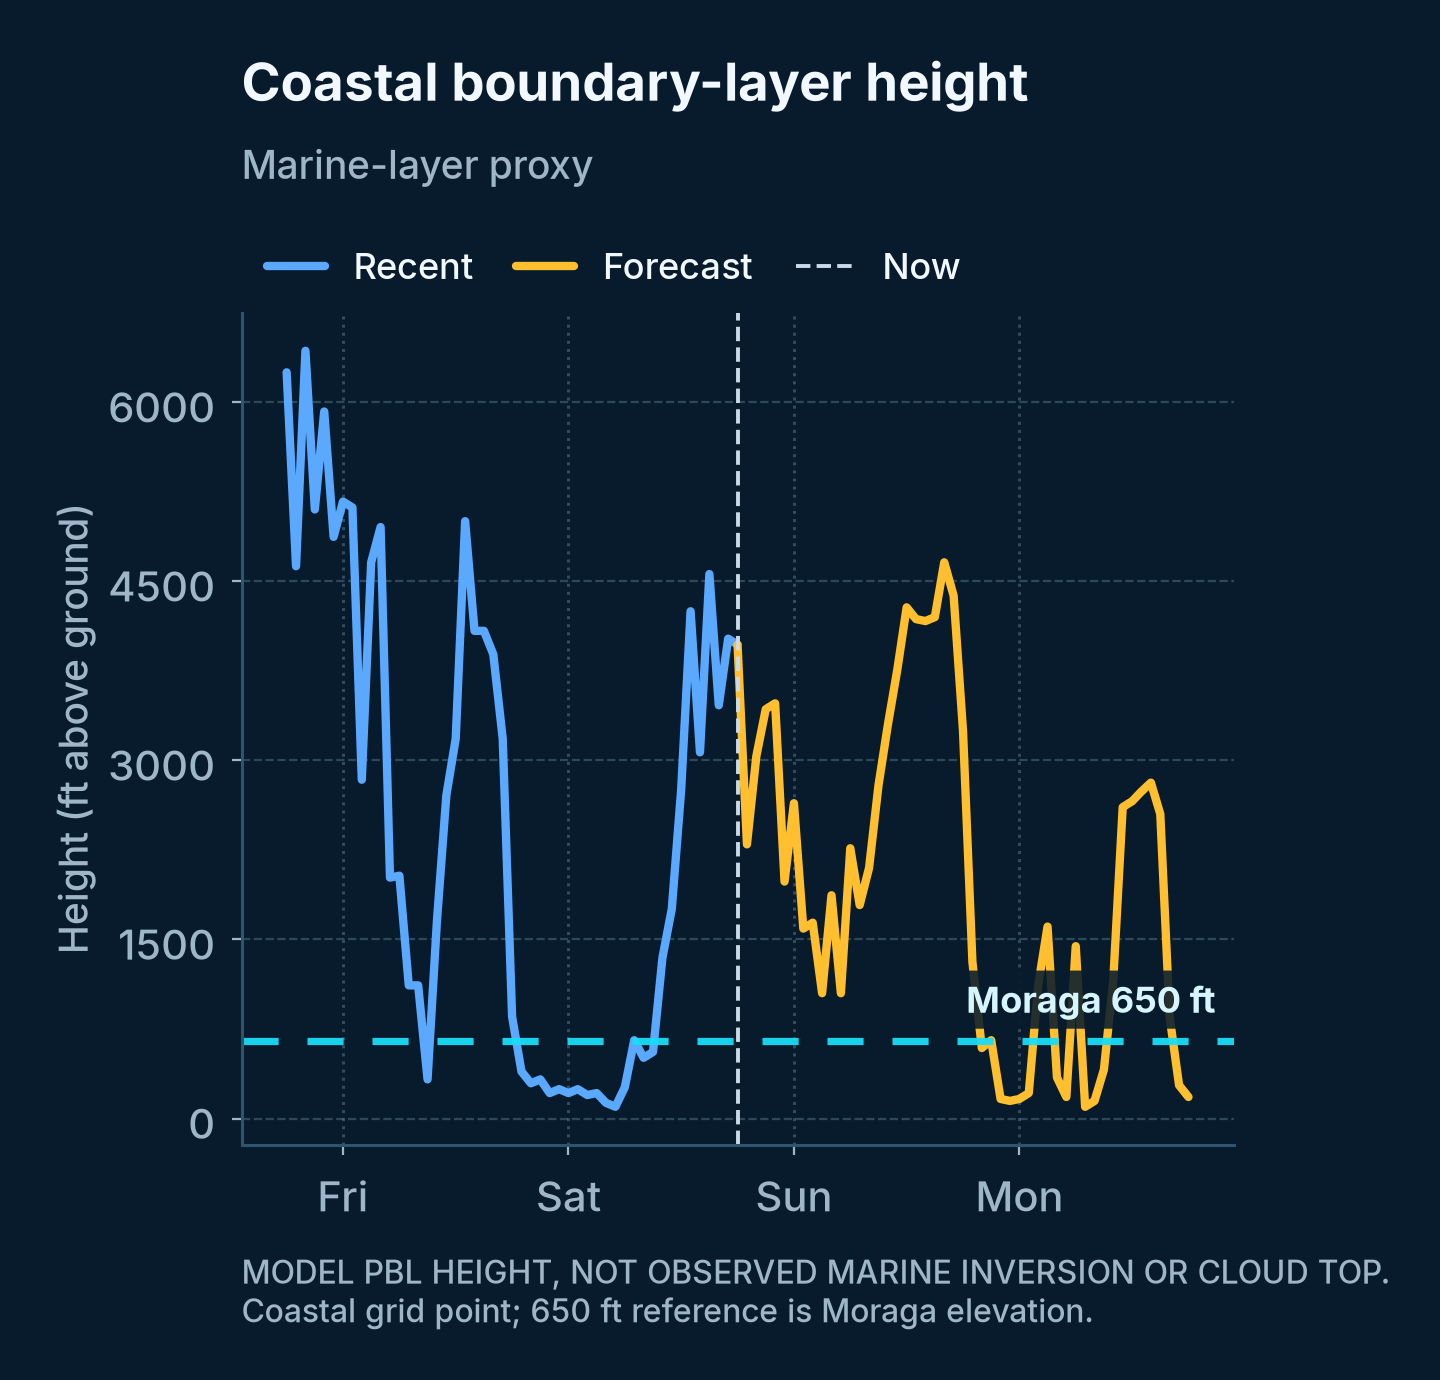 Coastal boundary-layer height
Marine-layer proxy
Recent Forecast Now
6000
4500
3000
1500
0
Height (ft above ground)
Moraga 650 ft
Fri Sat Sun Mon
MODEL PBL HEIGHT, NOT OBSERVED MARINE INVERSION OR CLOUD TOP.
Coastal grid point; 650 ft reference is Moraga elevation.